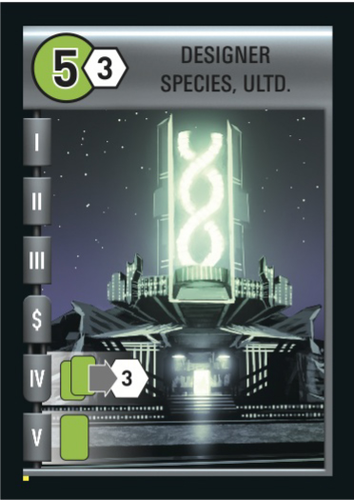 5 3
DESIGNER
SPECIES, ULTD.
I
II
III
$
IV 3
V